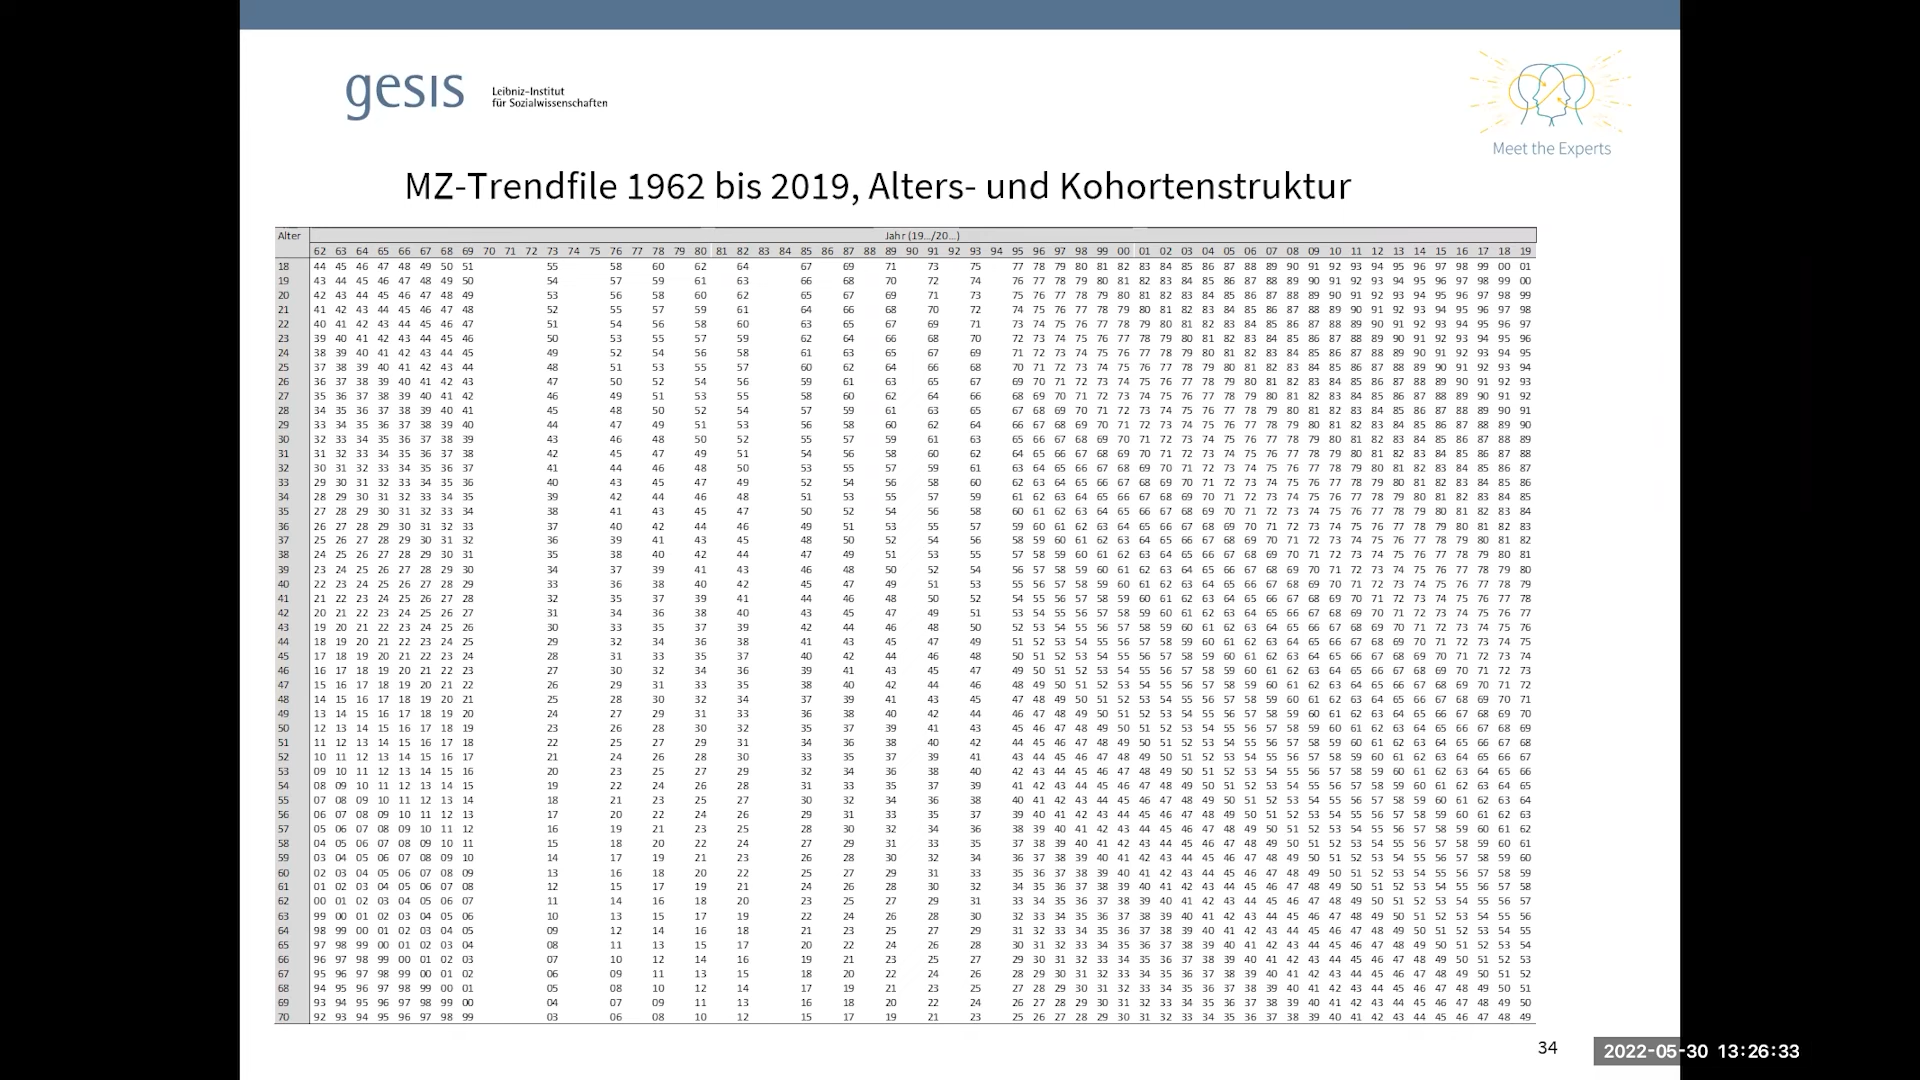 gesis
Leibniz-Institut
für Sozialwissenschaften
Meet the Experts
MZ-Trendfile 1962 bis 2019, Alters- und Kohortenstruktur
Alter Jahr (19../20...)
62 63 64 65 66 67 68 69 70 71 72 73 74 75 76 77 78 79 80 81 82 83 84 85 86 87 88 89 90 91 92 93 94 95 96 97 98 99 00 01 02 03 04 05 06 07 08 09 10 11 12 13 14 15 16 17 18 19
18 44 45 46 47 48 49 50 51 55 58 60 62 64 67 69 71 73 75 77 78 79 80 81 82 83 84 85 86 87 88 89 90 91 92 93 94 95 96 97 98 99 00 01
19 43 44 45 46 47 48 49 50 54 57 59 61 63 66 68 70 72 74 76 77 78 79 80 81 82 83 84 85 86 87 88 89 90 91 92 93 94 95 96 97 98 99 00
20 42 43 44 45 46 47 48 49 53 56 58 60 62 65 67 69 71 73 75 76 77 78 79 80 81 82 83 84 85 86 87 88 89 90 91 92 93 94 95 96 97 98 99
21 41 42 43 44 45 46 47 48 52 55 57 59 61 64 66 68 70 72 74 75 76 77 78 79 80 81 82 83 84 85 86 87 88 89 90 91 92 93 94 95 96 97 98
22 40 41 42 43 44 45 46 47 51 54 56 58 60 63 65 67 69 71 73 74 75 76 77 78 79 80 81 82 83 84 85 86 87 88 89 90 91 92 93 94 95 96 97
23 39 40 41 42 43 44 45 46 50 53 55 57 59 62 64 66 68 70 72 73 74 75 76 77 78 79 80 81 82 83 84 85 86 87 88 89 90 91 92 93 94 95 96
24 38 39 40 41 42 43 44 45 49 52 54 56 58 61 63 65 67 69 71 72 73 74 75 76 77 78 79 80 81 82 83 84 85 86 87 88 89 90 91 92 93 94 95
25 37 38 39 40 41 42 43 44 48 51 53 55 57 60 62 64 66 68 70 71 72 73 74 75 76 77 78 79 80 81 82 83 84 85 86 87 88 89 90 91 92 93 94
26 36 37 38 39 40 41 42 43 47 50 52 54 56 59 61 63 65 67 69 70 71 72 73 74 75 76 77 78 79 80 81 82 83 84 85 86 87 88 89 90 91 92 93
27 35 36 37 38 39 40 41 42 46 49 51 53 55 58 60 62 64 66 68 69 70 71 72 73 74 75 76 77 78 79 80 81 82 83 84 85 86 87 88 89 90 91 92
28 34 35 36 37 38 39 40 41 45 48 50 52 54 57 59 61 63 65 67 68 69 70 71 72 73 74 75 76 77 78 79 80 81 82 83 84 85 86 87 88 89 90 91
29 33 34 35 36 37 38 39 40 44 47 49 51 53 56 58 60 62 64 66 67 68 69 70 71 72 73 74 75 76 77 78 79 80 81 82 83 84 85 86 87 88 89 90
30 32 33 34 35 36 37 38 39 43 46 48 50 52 55 57 59 61 63 65 66 67 68 69 70 71 72 73 74 75 76 77 78 79 80 81 82 83 84 85 86 87 88 89
31 31 32 33 34 35 36 37 38 42 45 47 49 51 54 56 58 60 62 64 65 66 67 68 69 70 71 72 73 74 75 76 77 78 79 80 81 82 83 84 85 86 87 88
32 30 31 32 33 34 35 36 37 41 44 46 48 50 53 55 57 59 61 63 64 65 66 67 68 69 70 71 72 73 74 75 76 77 78 79 80 81 82 83 84 85 86 87
33 29 30 31 32 33 34 35 36 40 43 45 47 49 52 54 56 58 60 62 63 64 65 66 67 68 69 70 71 72 73 74 75 76 77 78 79 80 81 82 83 84 85 86
34 28 29 30 31 32 33 34 35 39 42 44 46 48 51 53 55 57 59 61 62 63 64 65 66 67 68 69 70 71 72 73 74 75 76 77 78 79 80 81 82 83 84 85
35 27 28 29 30 31 32 33 34 38 41 43 45 47 50 52 54 56 58 60 61 62 63 64 65 66 67 68 69 70 71 72 73 74 75 76 77 78 79 80 81 82 83 84
36 26 27 28 29 30 31 32 33 37 40 42 44 46 49 51 53 55 57 59 60 61 62 63 64 65 66 67 68 69 70 71 72 73 74 75 76 77 78 79 80 81 82 83
37 25 26 27 28 29 30 31 32 36 39 41 43 45 48 50 52 54 56 58 59 60 61 62 63 64 65 66 67 68 69 70 71 72 73 74 75 76 77 78 79 80 81 82
38 24 25 26 27 28 29 30 31 35 38 40 42 44 47 49 51 53 55 57 58 59 60 61 62 63 64 65 66 67 68 69 70 71 72 73 74 75 76 77 78 79 80 81
39 23 24 25 26 27 28 29 30 34 37 39 41 43 46 48 50 52 54 56 57 58 59 60 61 62 63 64 65 66 67 68 69 70 71 72 73 74 75 76 77 78 79 80
40 22 23 24 25 26 27 28 29 33 36 38 40 42 45 47 49 51 53 55 56 57 58 59 60 61 62 63 64 65 66 67 68 69 70 71 72 73 74 75 76 77 78 79
41 21 22 23 24 25 26 27 28 32 35 37 39 41 44 46 48 50 52 54 55 56 57 58 59 60 61 62 63 64 65 66 67 68 69 70 71 72 73 74 75 76 77 78
42 20 21 22 23 24 25 26 27 31 34 36 38 40 43 45 47 49 51 53 54 55 56 57 58 59 60 61 62 63 64 65 66 67 68 69 70 71 72 73 74 75 76 77
43 19 20 21 22 23 24 25 26 30 33 35 37 39 42 44 46 48 50 52 53 54 55 56 57 58 59 60 61 62 63 64 65 66 67 68 69 70 71 72 73 74 75 76
44 18 19 20 21 22 23 24 25 29 32 34 36 38 41 43 45 47 49 51 52 53 54 55 56 57 58 59 60 61 62 63 64 65 66 67 68 69 70 71 72 73 74 75
45 17 18 19 20 21 22 23 24 28 31 33 35 37 40 42 44 46 48 50 51 52 53 54 55 56 57 58 59 60 61 62 63 64 65 66 67 68 69 70 71 72 73 74
46 16 17 18 19 20 21 22 23 27 30 32 34 36 39 41 43 45 47 49 50 51 52 53 54 55 56 57 58 59 60 61 62 63 64 65 66 67 68 69 70 71 72 73
47 15 16 17 18 19 20 21 22 26 29 31 33 35 38 40 42 44 46 48 49 50 51 52 53 54 55 56 57 58 59 60 61 62 63 64 65 66 67 68 69 70 71 72
48 14 15 16 17 18 19 20 21 25 28 30 32 34 37 39 41 43 45 47 48 49 50 51 52 53 54 55 56 57 58 59 60 61 62 63 64 65 66 67 68 69 70 71
49 13 14 15 16 17 18 19 20 24 27 29 31 33 36 38 40 42 44 46 47 48 49 50 51 52 53 54 55 56 57 58 59 60 61 62 63 64 65 66 67 68 69 70
50 12 13 14 15 16 17 18 19 23 26 28 30 32 35 37 39 41 43 45 46 47 48 49 50 51 52 53 54 55 56 57 58 59 60 61 62 63 64 65 66 67 68 69
51 11 12 13 14 15 16 17 18 22 25 27 29 31 34 36 38 40 42 44 45 46 47 48 49 50 51 52 53 54 55 56 57 58 59 60 61 62 63 64 65 66 67 68
52 10 11 12 13 14 15 16 17 21 24 26 28 30 33 35 37 39 41 43 44 45 46 47 48 49 50 51 52 53 54 55 56 57 58 59 60 61 62 63 64 65 66 67
53 09 10 11 12 13 14 15 16 20 23 25 27 29 32 34 36 38 40 42 43 44 45 46 47 48 49 50 51 52 53 54 55 56 57 58 59 60 61 62 63 64 65 66
54 08 09 10 11 12 13 14 15 19 22 24 26 28 31 33 35 37 39 41 42 43 44 45 46 47 48 49 50 51 52 53 54 55 56 57 58 59 60 61 62 63 64 65
55 07 08 09 10 11 12 13 14 18 21 23 25 27 30 32 34 36 38 40 41 42 43 44 45 46 47 48 49 50 51 52 53 54 55 56 57 58 59 60 61 62 63 64
56 06 07 08 09 10 11 12 13 17 20 22 24 26 29 31 33 35 37 39 40 41 42 43 44 45 46 47 48 49 50 51 52 53 54 55 56 57 58 59 60 61 62 63
57 05 06 07 08 09 10 11 12 16 19 21 23 25 28 30 32 34 36 38 39 40 41 42 43 44 45 46 47 48 49 50 51 52 53 54 55 56 57 58 59 60 61 62
58 04 05 06 07 08 09 10 11 15 18 20 22 24 27 29 31 33 35 37 38 39 40 41 42 43 44 45 46 47 48 49 50 51 52 53 54 55 56 57 58 59 60 61
59 03 04 05 06 07 08 09 10 14 17 19 21 23 26 28 30 32 34 36 37 38 39 40 41 42 43 44 45 46 47 48 49 50 51 52 53 54 55 56 57 58 59 60
60 02 03 04 05 06 07 08 09 13 16 18 20 22 25 27 29 31 33 35 36 37 38 39 40 41 42 43 44 45 46 47 48 49 50 51 52 53 54 55 56 57 58 59
61 01 02 03 04 05 06 07 08 12 15 17 19 21 24 26 28 30 32 34 35 36 37 38 39 40 41 42 43 44 45 46 47 48 49 50 51 52 53 54 55 56 57 58
62 00 01 02 03 04 05 06 07 11 14 16 18 20 23 25 27 29 31 33 34 35 36 37 38 39 40 41 42 43 44 45 46 47 48 49 50 51 52 53 54 55 56 57
63 99 00 01 02 03 04 05 06 10 13 15 17 19 22 24 26 28 30 32 33 34 35 36 37 38 39 40 41 42 43 44 45 46 47 48 49 50 51 52 53 54 55 56
64 98 99 00 01 02 03 04 05 09 12 14 16 18 21 23 25 27 29 31 32 33 34 35 36 37 38 39 40 41 42 43 44 45 46 47 48 49 50 51 52 53 54 55
65 97 98 99 00 01 02 03 04 08 11 13 15 17 20 22 24 26 28 30 31 32 33 34 35 36 37 38 39 40 41 42 43 44 45 46 47 48 49 50 51 52 53 54
66 96 97 98 99 00 01 02 03 07 10 12 14 16 19 21 23 25 27 29 30 31 32 33 34 35 36 37 38 39 40 41 42 43 44 45 46 47 48 49 50 51 52 53
67 95 96 97 98 99 00 01 02 06 09 11 13 15 18 20 22 24 26 28 29 30 31 32 33 34 35 36 37 38 39 40 41 42 43 44 45 46 47 48 49 50 51 52
68 94 95 96 97 98 99 00 01 05 08 10 12 14 17 19 21 23 25 27 28 29 30 31 32 33 34 35 36 37 38 39 40 41 42 43 44 45 46 47 48 49 50 51
69 93 94 95 96 97 98 99 00 04 07 09 11 13 16 18 20 22 24 26 27 28 29 30 31 32 33 34 35 36 37 38 39 40 41 42 43 44 45 46 47 48 49 50
70 92 93 94 95 96 97 98 99 03 06 08 10 12 15 17 19 21 23 25 26 27 28 29 30 31 32 33 34 35 36 37 38 39 40 41 42 43 44 45 46 47 48 49
34
2022-05-30 13:26:33